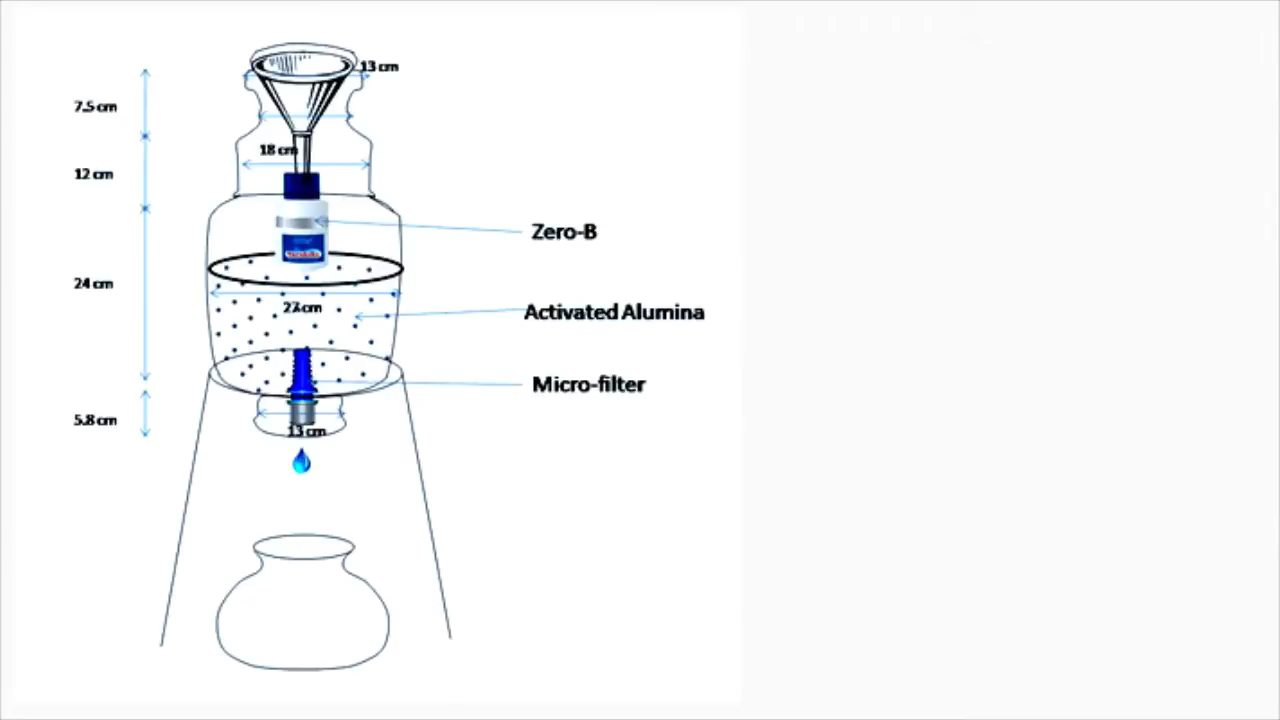 13 cm
7.5 cm
18 cm
12 cm
Zero-B
24 cm
27 cm
Activated Alumina
Micro-filter
5.8 cm
13 cm